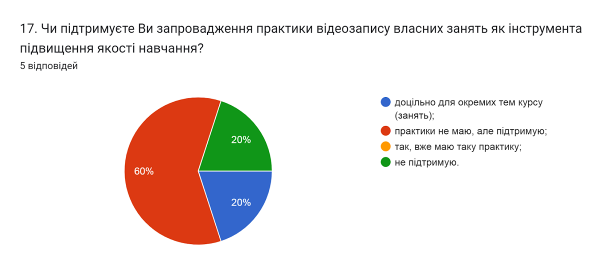 17. Чи підтримуєте Ви запровадження практики відеозапису власних занять як інструмента
підвищення якості навчання?
5 відповідей
доцільно для окремих тем курсу
(занять);
практики не маю, але підтримую;
так, вже маю таку практику;
не підтримую.
20%
60%
20%